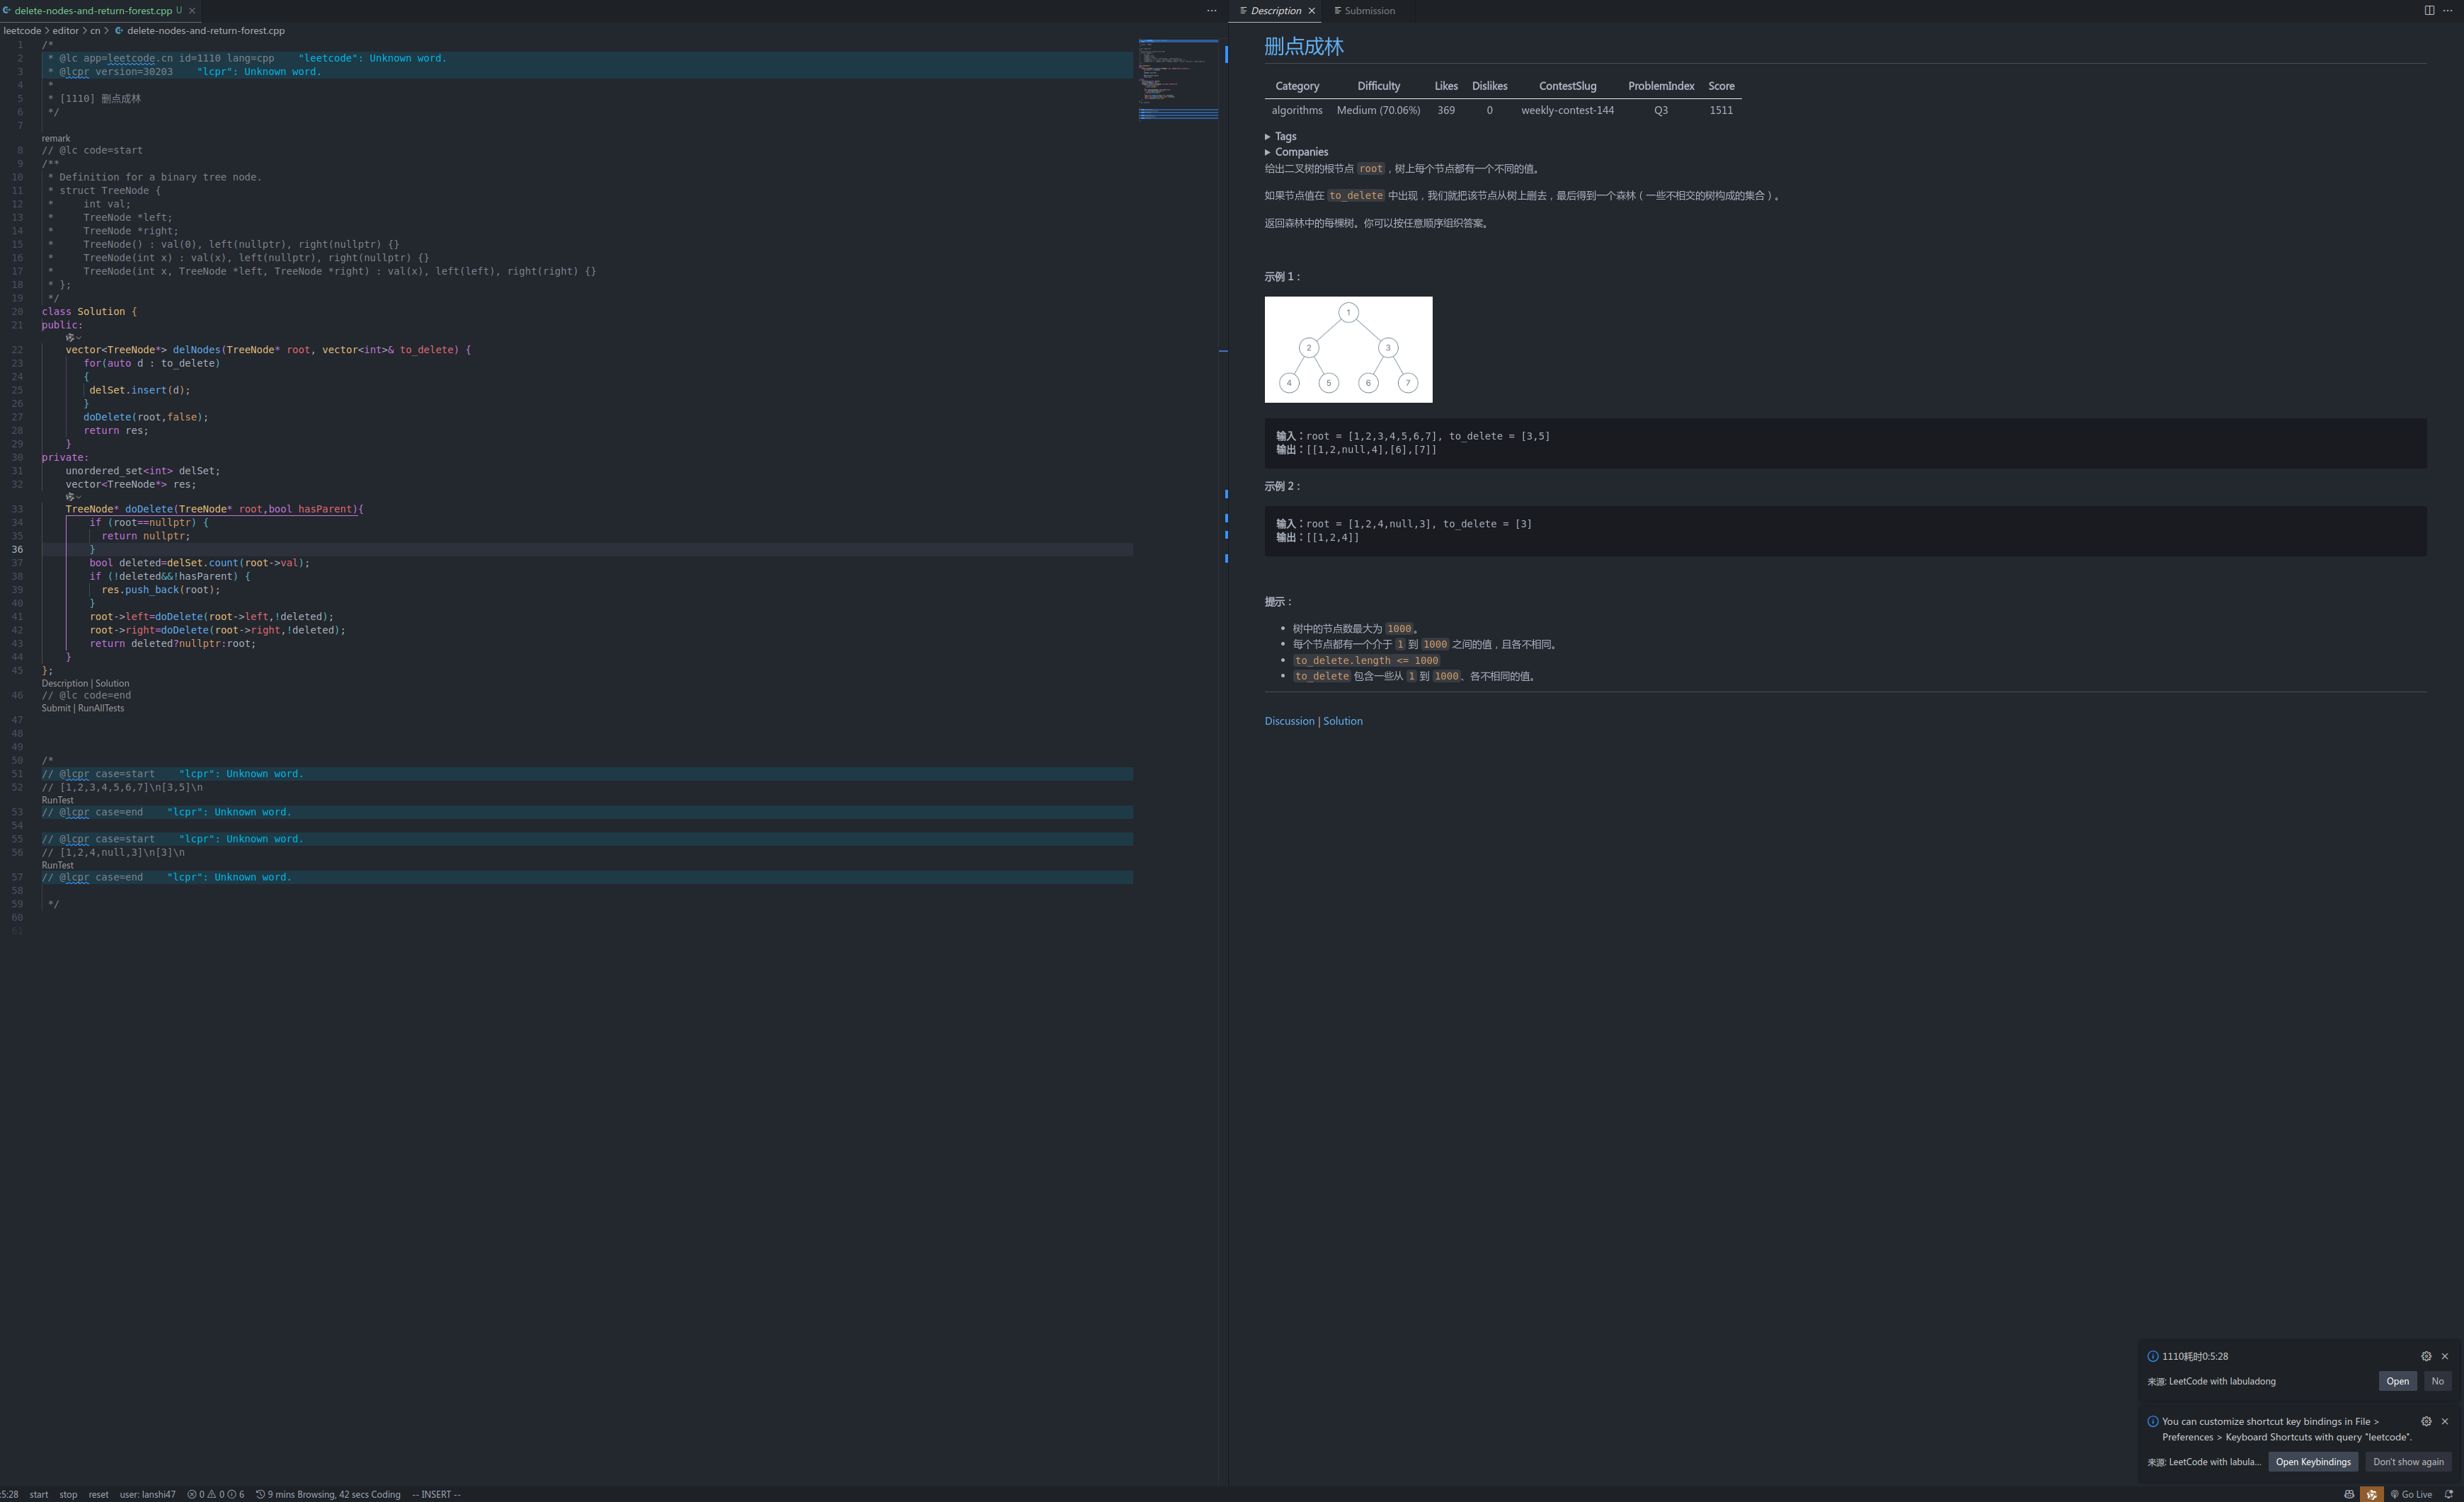 delete-nodes-and-return-forest.cpp U
leetcode > editor > cn > delete-nodes-and-return-forest.cpp
1 /*
2 * @lc app=leetcode.cn id=1110 lang=cpp "leetcode": Unknown word.
3 * @lcpr version=30203 "lcpr": Unknown word.
4 *
5 * [1110] 删点成林
6 */
7
remark
8 // @lc code=start
9 /**
10 * Definition for a binary tree node.
11 * struct TreeNode {
12 *     int val;
13 *     TreeNode *left;
14 *     TreeNode *right;
15 *     TreeNode() : val(0), left(nullptr), right(nullptr) {}
16 *     TreeNode(int x) : val(x), left(nullptr), right(nullptr) {}
17 *     TreeNode(int x, TreeNode *left, TreeNode *right) : val(x), left(left), right(right) {}
18 * };
19 */
20 class Solution {
21 public:
22 vector<TreeNode*> delNodes(TreeNode* root, vector<int>& to_delete) {
23 for(auto d : to_delete)
24 {
25 delSet.insert(d);
26 }
27 doDelete(root,false);
28 return res;
29 }
30 private:
31 unordered_set<int> delSet;
32 vector<TreeNode*> res;
33 TreeNode* doDelete(TreeNode* root,bool hasParent){
34 if (root==nullptr) {
35 return nullptr;
36 }
37 bool deleted=delSet.count(root->val);
38 if (!deleted&&!hasParent) {
39 res.push_back(root);
40 }
41 root->left=doDelete(root->left,!deleted);
42 root->right=doDelete(root->right,!deleted);
43 return deleted?nullptr:root;
44 }
45 };
Description | Solution
46 // @lc code=end
Submit | RunAllTests
47
48
49
50 /*
51 // @lcpr case=start "lcpr": Unknown word.
52 // [1,2,3,4,5,6,7]\n[3,5]\n
RunTest
53 // @lcpr case=end "lcpr": Unknown word.
54
55 // @lcpr case=start "lcpr": Unknown word.
56 // [1,2,4,null,3]\n[3]\n
RunTest
57 // @lcpr case=end "lcpr": Unknown word.
58
59 */
60
61
Description Submission
删点成林
Category Difficulty Likes Dislikes ContestSlug ProblemIndex Score
algorithms Medium (70.06%) 369 0 weekly-contest-144 Q3 1511
Tags
Companies
给出二叉树的根节点 root，树上每个节点都有一个不同的值。
如果节点值在 to_delete 中出现，我们就把该节点从树上删去，最后得到一个森林（一些不相交的树构成的集合）。
返回森林中的每棵树。你可以按任意顺序组织答案。
示例 1：
1
2 3
4 5 6 7
输入：root = [1,2,3,4,5,6,7], to_delete = [3,5]
输出：[[1,2,null,4],[6],[7]]
示例 2：
输入：root = [1,2,4,null,3], to_delete = [3]
输出：[[1,2,4]]
提示：
树中的节点数最大为 1000。
每个节点都有一个介于 1 到 1000 之间的值，且各不相同。
to_delete.length <= 1000
to_delete 包含一些从 1 到 1000、各不相同的值。
Discussion | Solution
1110耗时0:5:28
来源: LeetCode with labuladong Open No
You can customize shortcut key bindings in File >
Preferences > Keyboard Shortcuts with query "leetcode".
来源: LeetCode with labula... Open Keybindings Don't show again
:5:28 start stop reset user: lanshi47 0 0 6 9 mins Browsing, 42 secs Coding -- INSERT -- Go Live